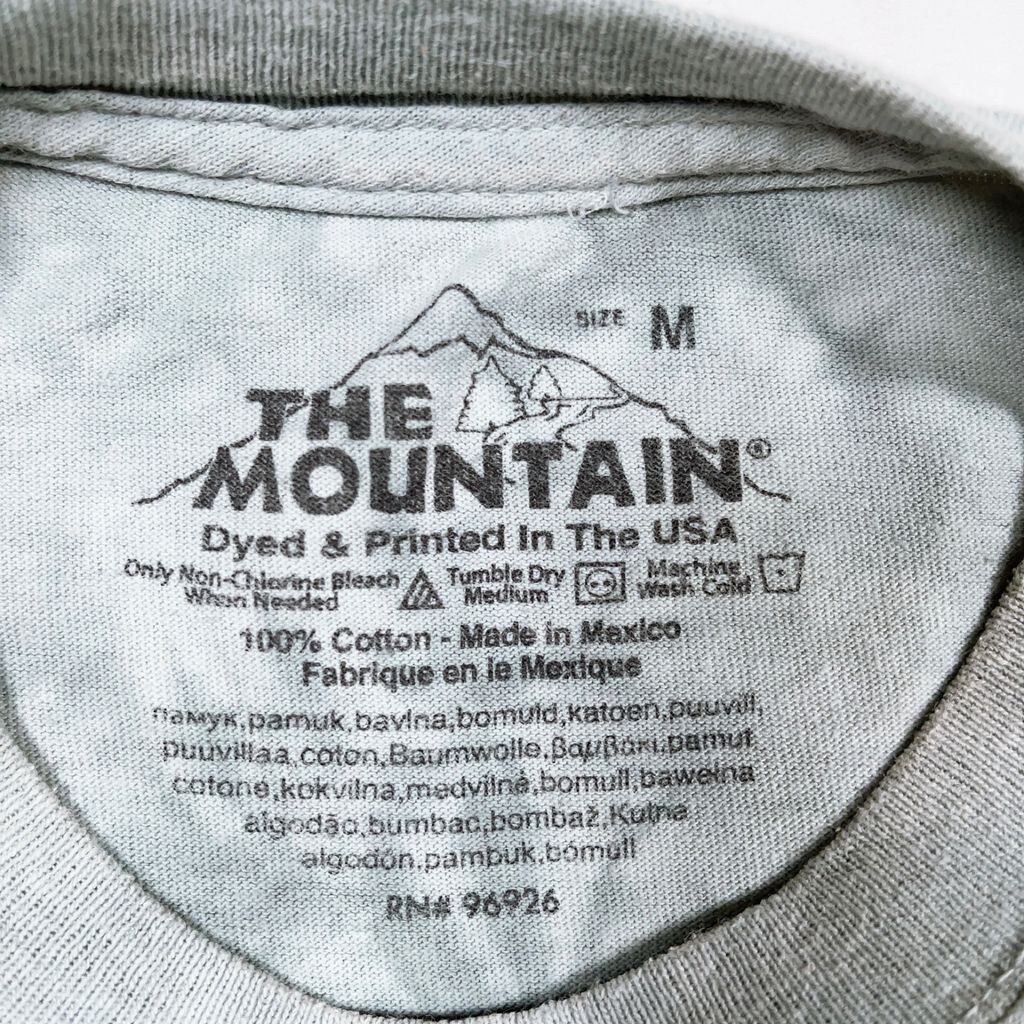 SIZE M
THE
MOUNTAIN®
Dyed & Printed In The USA
Only Non-Chlorine Bleach
When Needed
Tumble Dry
Medium
Machine
Wash Cold
100% Cotton - Made in Mexico
Fabrique en le Mexique
памук,pamuk,bavlna,bomuld,katoen,puuvill,
puuvillaa,coton,Baumwolle,βαμβάκι,pamut
cotone,kokvilna,medvilnė,bomull,bawełna
algodão,bumbac,bombaž,Kutna
algodón,pambuk,bómull
RN# 96926